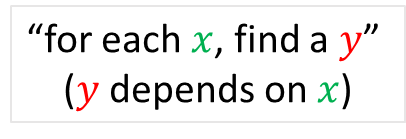 “for each x, find a y”
(y depends on x)